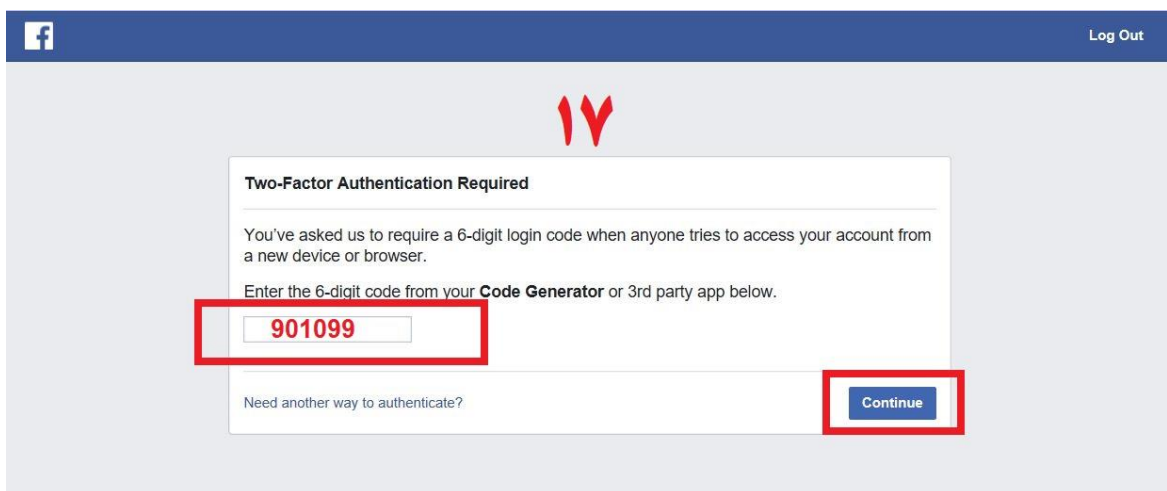 Log Out
١٧
Two-Factor Authentication Required
You've asked us to require a 6-digit login code when anyone tries to access your account from
a new device or browser.
Enter the 6-digit code from your Code Generator or 3rd party app below.
901099
Need another way to authenticate?
Continue